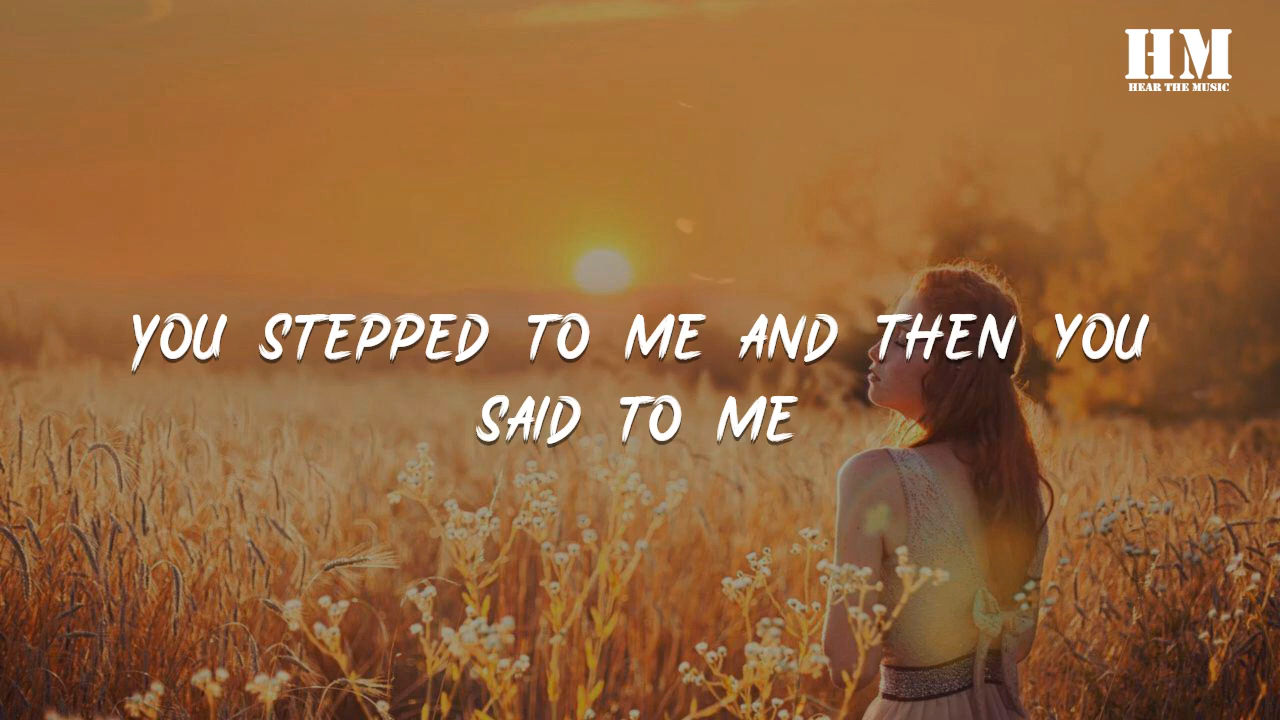 HM
HEAR THE MUSIC
YOU STEPPED TO ME AND THEN YOU
SAID TO ME